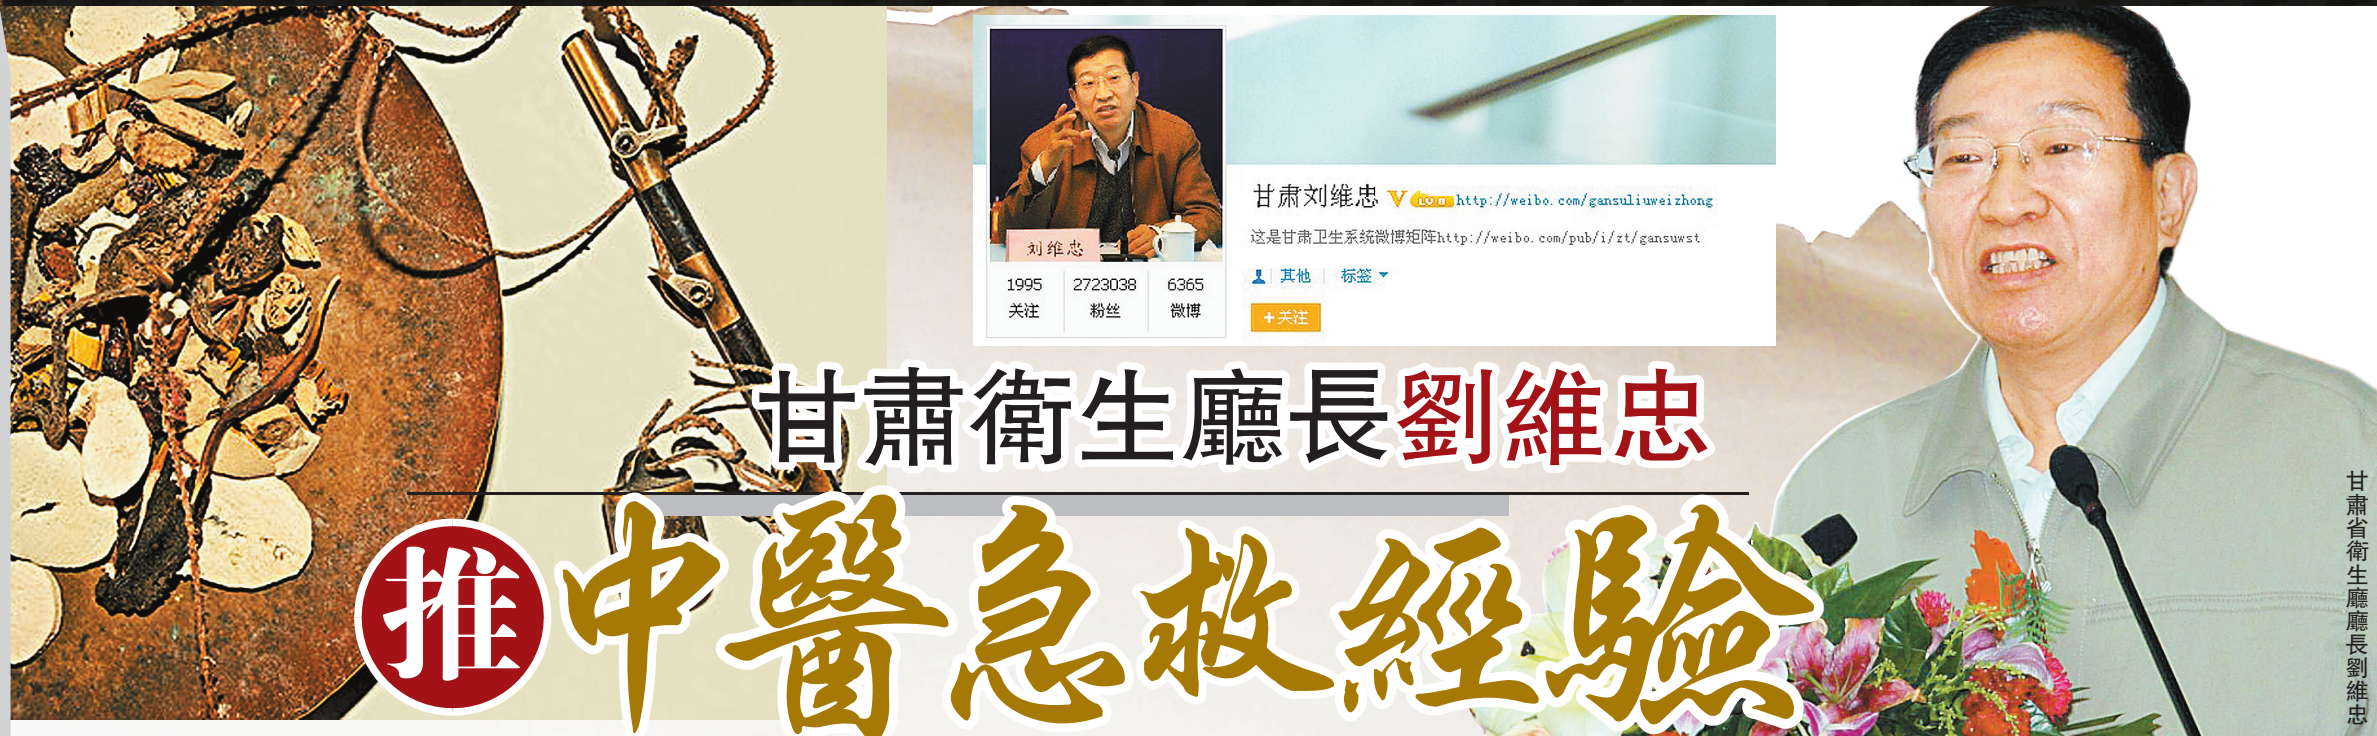 刘维忠
1995 2723038 6365
关注 粉丝 微博
甘肃刘维忠 V LV8 http://weibo.com/gansuliuweizhong
这是甘肃卫生系统微博矩阵http://weibo.com/pub/i/zt/gansuwst
其他 标签
+关注
甘肅衛生廳長劉維忠
推中醫急救經驗
甘肅省衛生廳廳長劉維忠